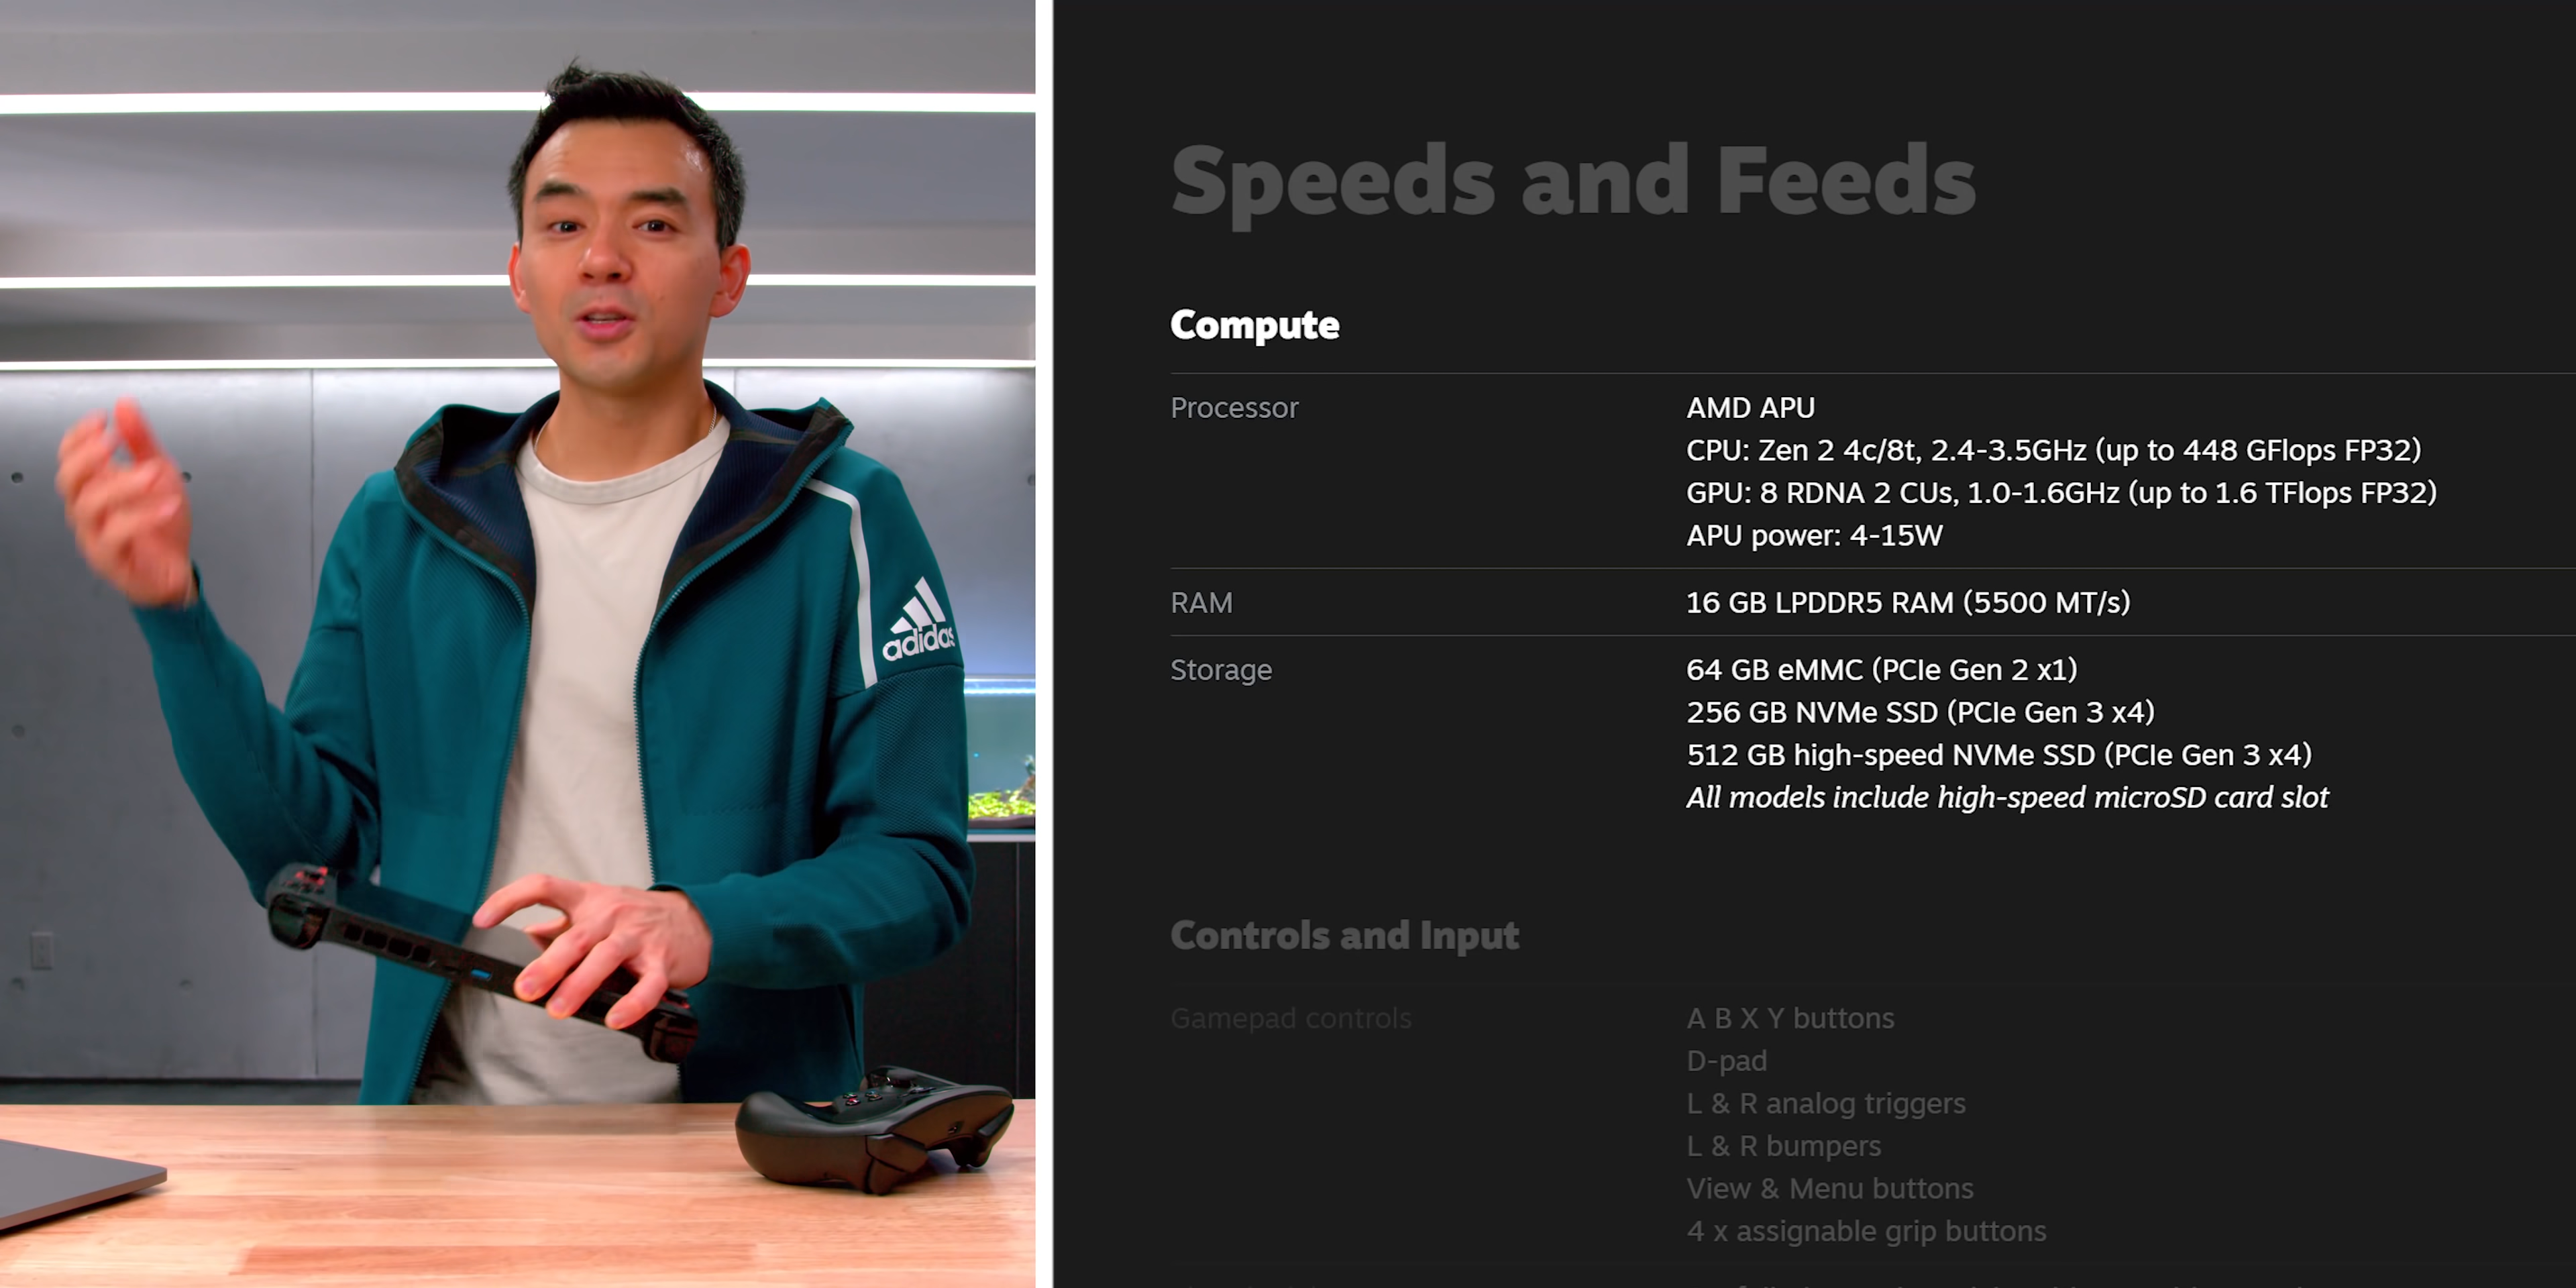 adidas
Speeds and Feeds
Compute
Processor
AMD APU
CPU: Zen 2 4c/8t, 2.4-3.5GHz (up to 448 GFlops FP32)
GPU: 8 RDNA 2 CUs, 1.0-1.6GHz (up to 1.6 TFlops FP32)
APU power: 4-15W
RAM
16 GB LPDDR5 RAM (5500 MT/s)
Storage
64 GB eMMC (PCIe Gen 2 x1)
256 GB NVMe SSD (PCIe Gen 3 x4)
512 GB high-speed NVMe SSD (PCIe Gen 3 x4)
All models include high-speed microSD card slot
Controls and Input
Gamepad controls
A B X Y buttons
D-pad
L & R analog triggers
L & R bumpers
View & Menu buttons
4 x assignable grip buttons